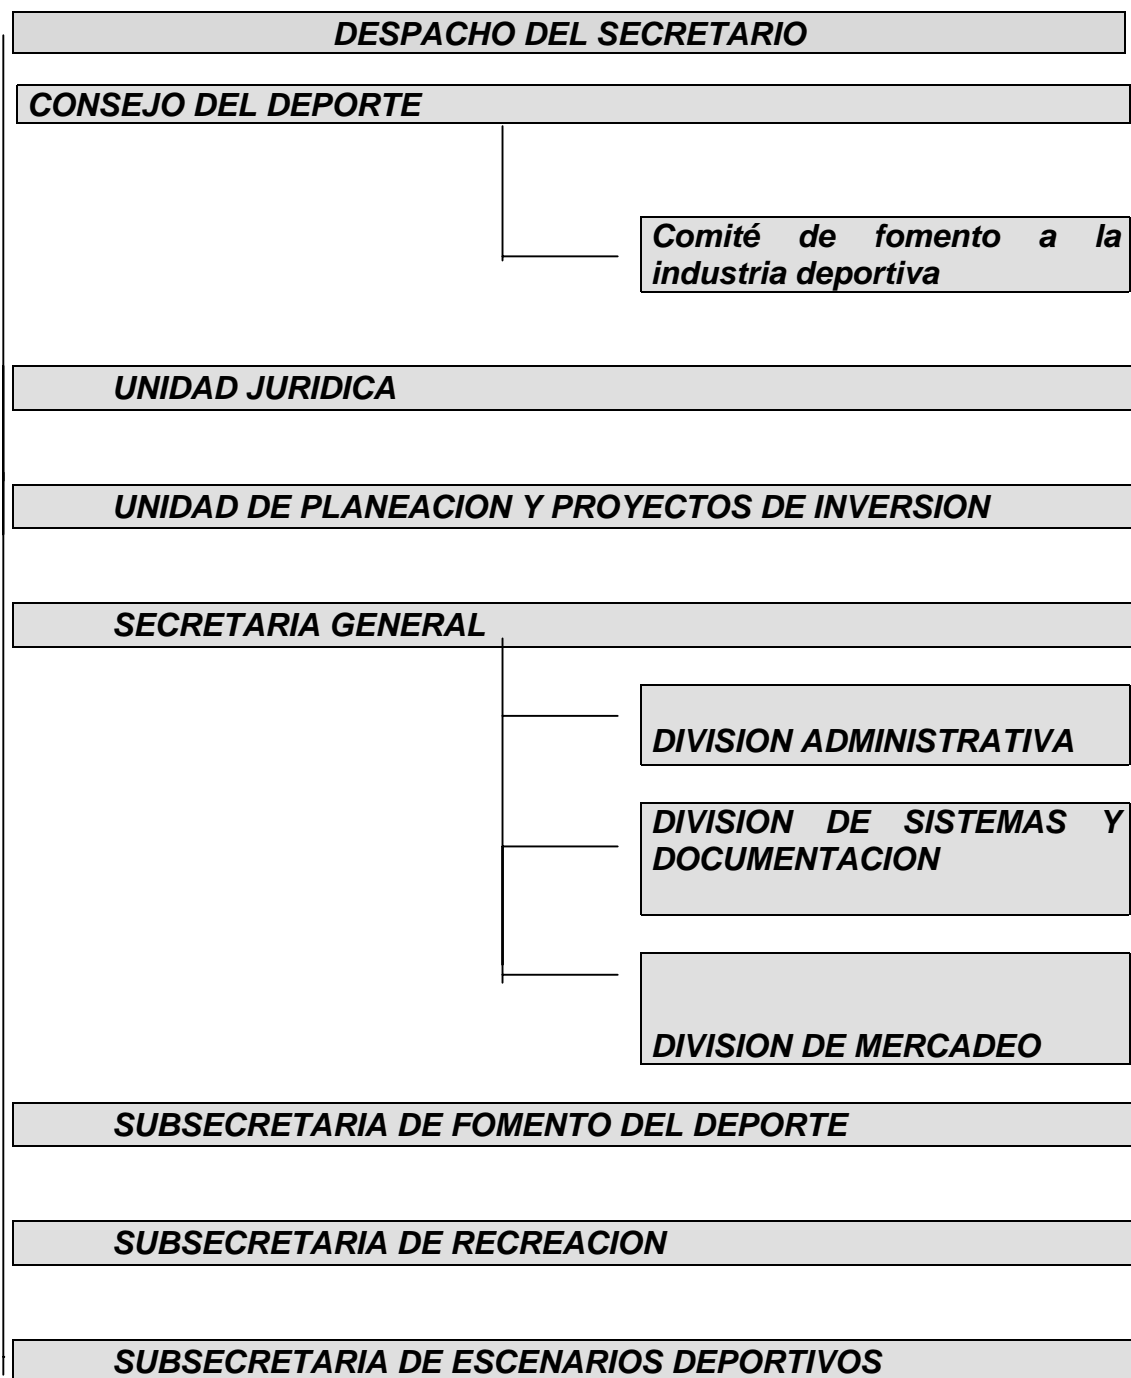 DESPACHO DEL SECRETARIO
CONSEJO DEL DEPORTE
Comité de fomento a la
industria deportiva
UNIDAD JURIDICA
UNIDAD DE PLANEACION Y PROYECTOS DE INVERSION
SECRETARIA GENERAL
DIVISION ADMINISTRATIVA
DIVISION DE SISTEMAS Y
DOCUMENTACION
DIVISION DE MERCADEO
SUBSECRETARIA DE FOMENTO DEL DEPORTE
SUBSECRETARIA DE RECREACION
SUBSECRETARIA DE ESCENARIOS DEPORTIVOS